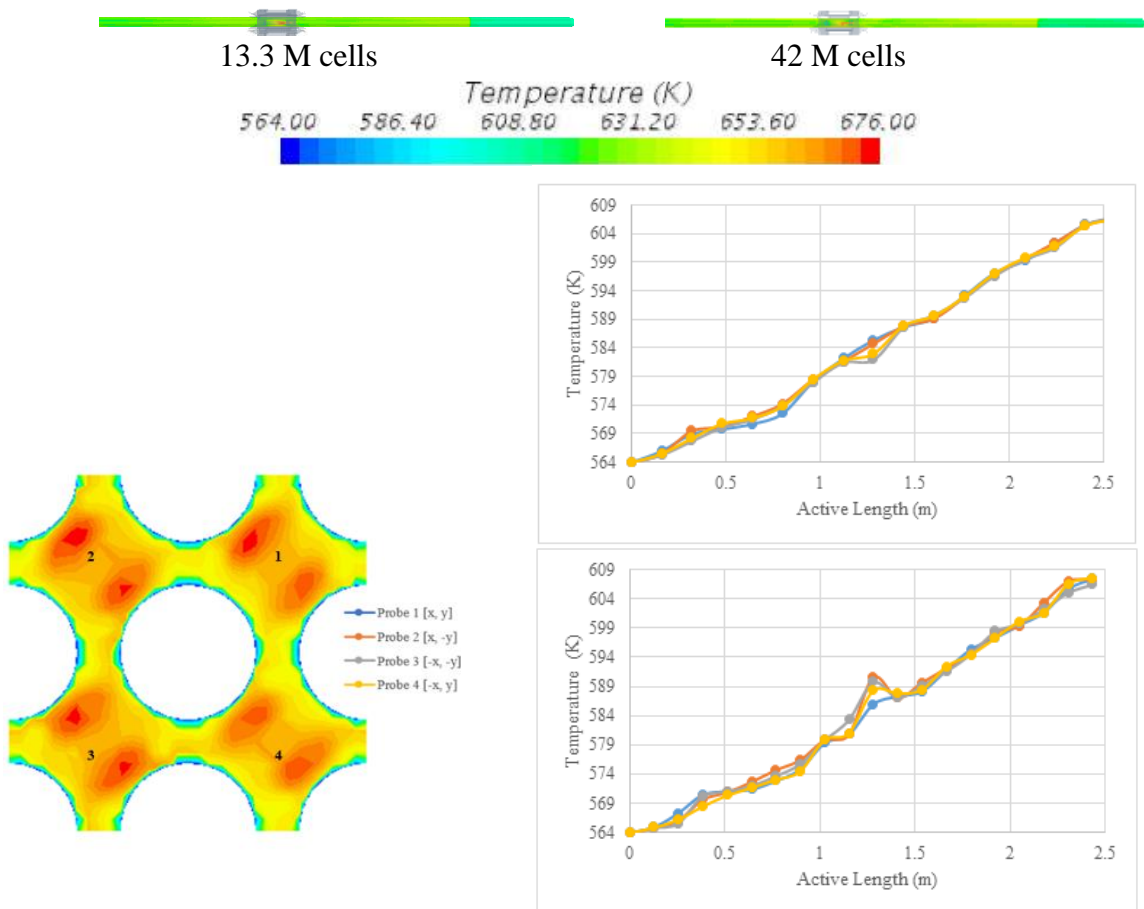 13.3 M cells
42 M cells
Temperature (K)
564.00 586.40 608.80 631.20 653.60 676.00
609
604
599
594
589
584
579
574
569
564
Temperature (K)
0 0.5 1 1.5 2 2.5
Active Length (m)
2 1
3 4
Probe 1 [x, y]
Probe 2 [x, -y]
Probe 3 [-x, -y]
Probe 4 [-x, y]
609
604
599
594
589
584
579
574
569
564
Temperature (K)
0 0.5 1 1.5 2 2.5
Active Length (m)